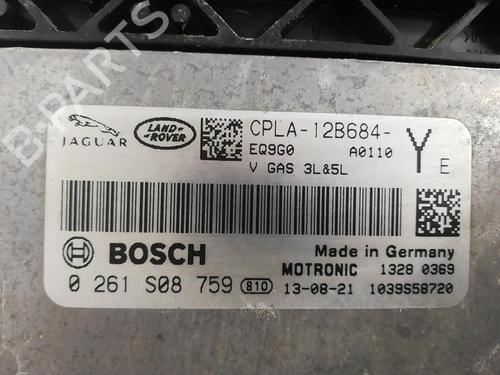 JAGUAR
LAND-ROVER
CPLA-12B684-
Y
E
EQ9G0 A0110
V GAS 3L&5L
BOSCH
Made in Germany
0 261 S08 759 810
MOTRONIC 1328 0369
13-08-21 1039S58720
B-PARTS